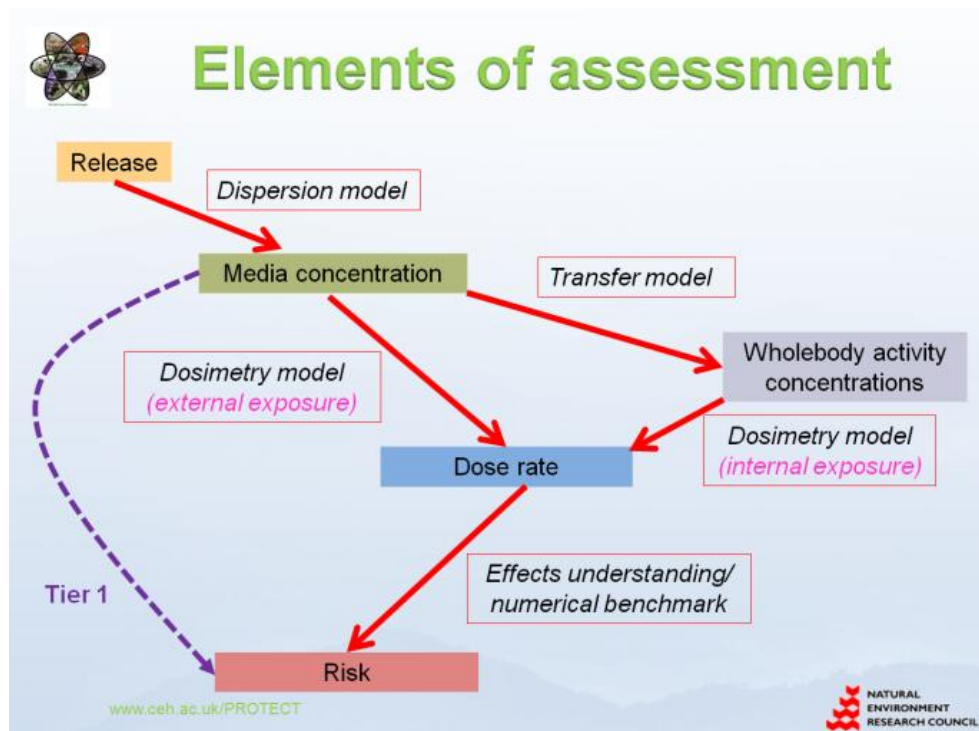 Elements of assessment
Release
Dispersion model
Media concentration
Transfer model
Dosimetry model
(external exposure)
Wholebody activity
concentrations
Dosimetry model
(internal exposure)
Dose rate
Effects understanding/
numerical benchmark
Tier 1
Risk
www.ceh.ac.uk/PROTECT
NATURAL
ENVIRONMENT
RESEARCH COUNCIL